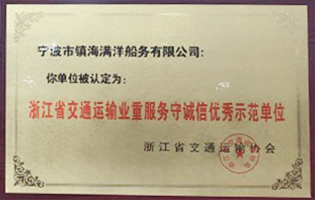 宁波市镇海满洋船务有限公司:
你单位被认定为:
浙江省交通运输业重服务守诚信优秀示范单位
浙江省交通运输协会